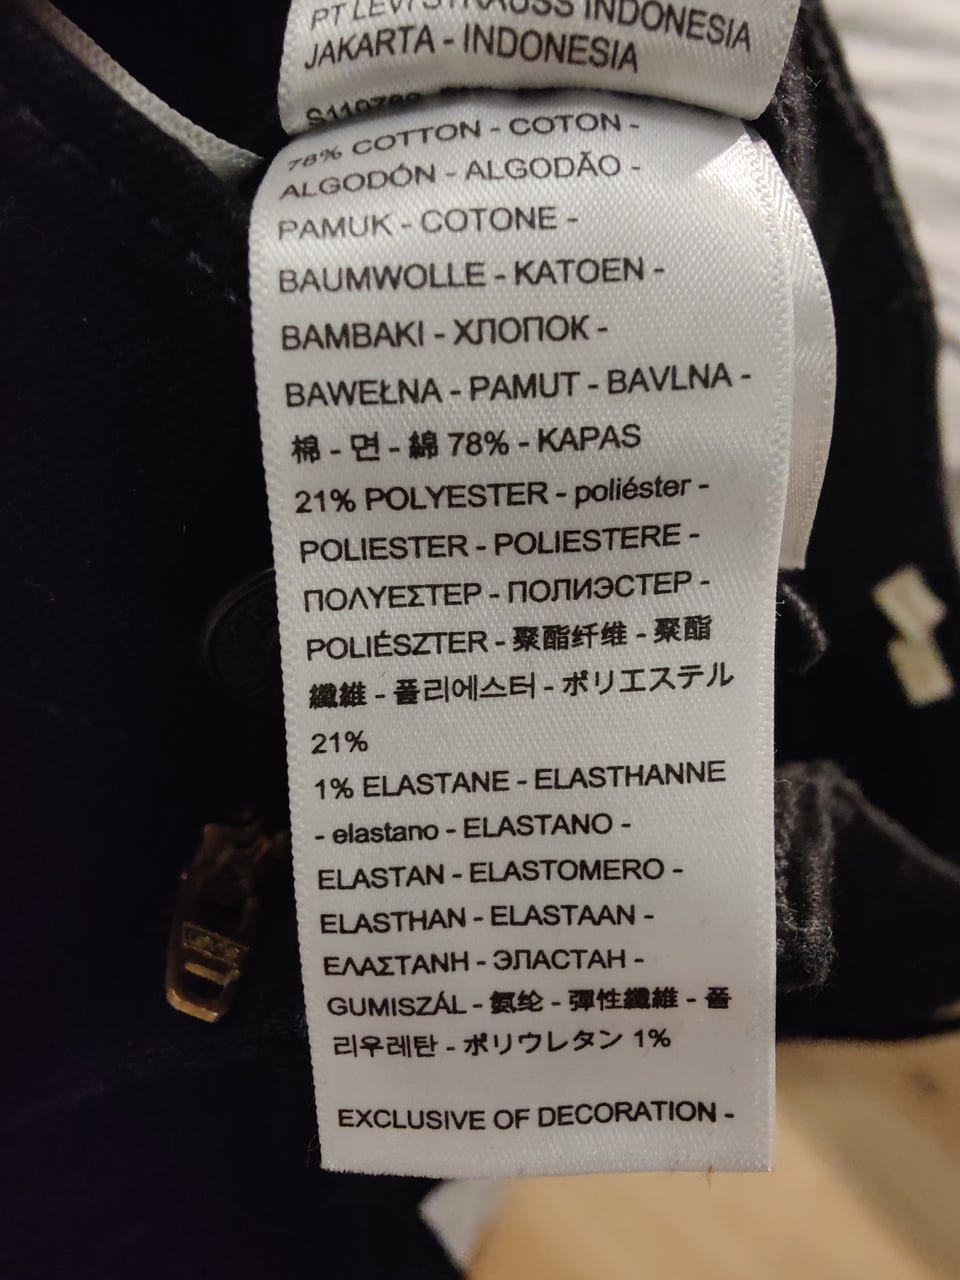 PT LEVI STRAUSS INDONESIA
JAKARTA - INDONESIA
78% COTTON - COTON -
ALGODÓN - ALGODÃO -
PAMUK - COTONE -
BAUMWOLLE - KATOEN -
BAMBAKI - ХЛОПОК -
BAWEŁNA - PAMUT - BAVLNA -
棉 - 면 - 綿 78% - KAPAS
21% POLYESTER - poliéster -
POLIESTER - POLIESTERE -
ΠΟΛΥΕΣΤΕΡ - ПОЛИЭСТЕР -
POLIÉSZTER - 聚酯纤维 - 聚酯
纖維 - 폴리에스터 - ポリエステル
21%
1% ELASTANE - ELASTHANNE
- elastano - ELASTANO -
ELASTAN - ELASTOMERO -
ELASTHAN - ELASTAAN -
ΕΛΑΣΤΑΝΗ - ЭЛАСТАН -
GUMISZÁL - 氨纶 - 彈性纖維 - 폴
리우레탄 - ポリウレタン 1%
EXCLUSIVE OF DECORATION -